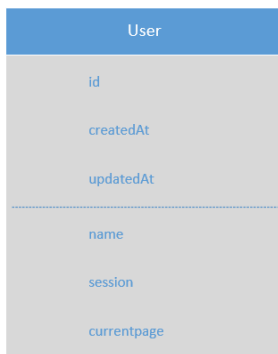 User
id
createdAt
updatedAt
name
session
currentpage